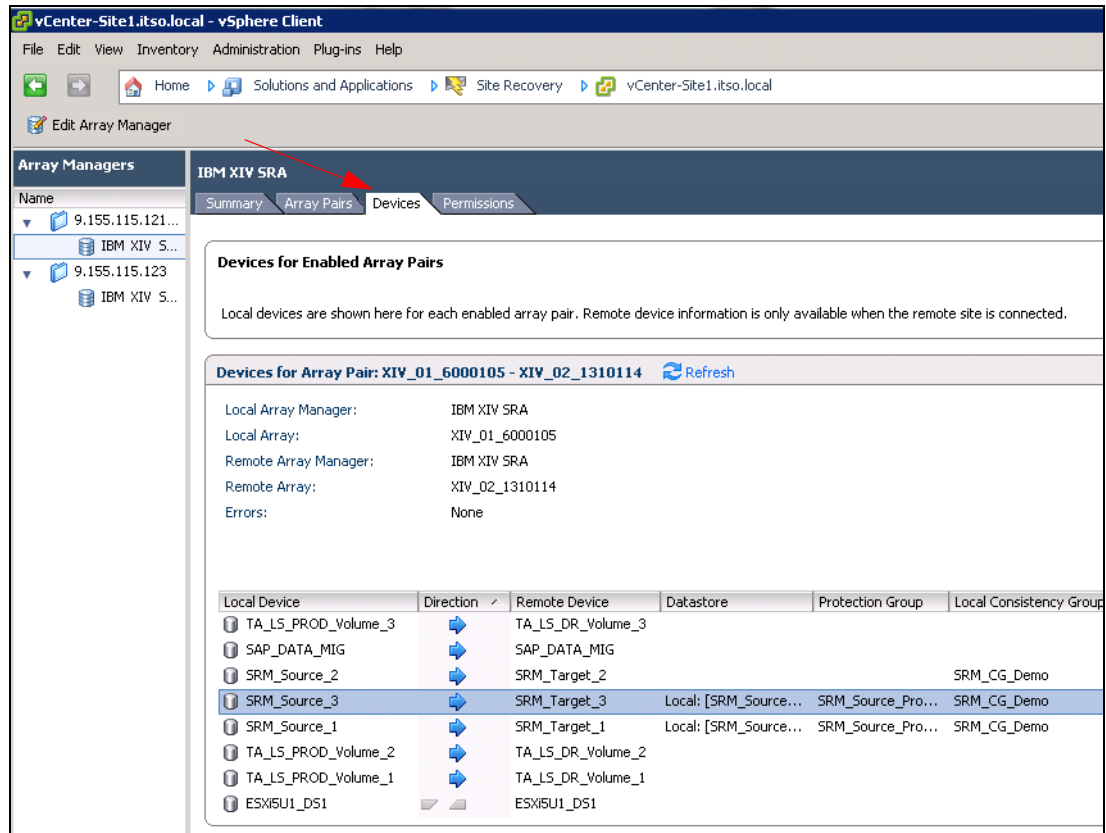 vCenter-Site1.itso.local - vSphere Client
File Edit View Inventory Administration Plug-ins Help
Home Solutions and Applications Site Recovery vCenter-Site1.itso.local
Edit Array Manager
Array Managers
Name
9.155.115.121...
IBM XIV S...
9.155.115.123
IBM XIV S...
IBM XIV SRA
Summary Array Pairs Devices Permissions
Devices for Enabled Array Pairs
Local devices are shown here for each enabled array pair. Remote device information is only available when the remote site is connected.
Devices for Array Pair: XIV_01_6000105 - XIV_02_1310114 Refresh
Local Array Manager: IBM XIV SRA
Local Array: XIV_01_6000105
Remote Array Manager: IBM XIV SRA
Remote Array: XIV_02_1310114
Errors: None
Local Device Direction Remote Device Datastore Protection Group Local Consistency Group
TA_LS_PROD_Volume_3 TA_LS_DR_Volume_3
SAP_DATA_MIG SAP_DATA_MIG
SRM_Source_2 SRM_Target_2 SRM_CG_Demo
SRM_Source_3 SRM_Target_3 Local: [SRM_Source... SRM_Source_Pro... SRM_CG_Demo
SRM_Source_1 SRM_Target_1 Local: [SRM_Source... SRM_Source_Pro... SRM_CG_Demo
TA_LS_PROD_Volume_2 TA_LS_DR_Volume_2
TA_LS_PROD_Volume_1 TA_LS_DR_Volume_1
ESXi5U1_DS1 ESXi5U1_DS1